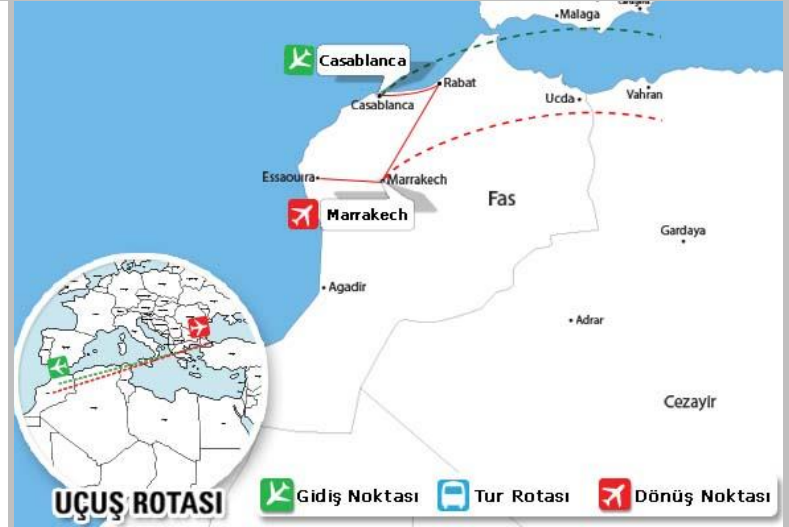 Malaga
Casablanca
Casablanca
Rabat
Ucda
Vahran
Essaouıra
Marrakech
Marrakech
Fas
Gardaya
Agadir
Adrar
Cezayir
UÇUŞ ROTASI
Gidiş Noktası
Tur Rotası
Dönüş Noktası